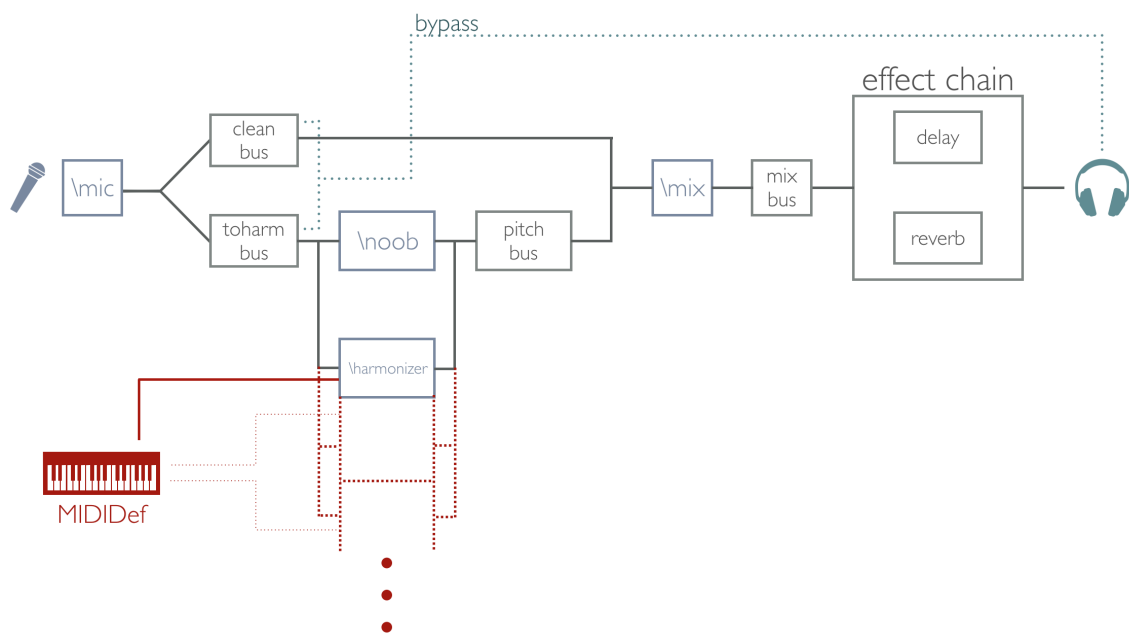 bypass
effect chain
clean
bus
delay
\mic
\mix
mix
bus
toharm
bus
\noob
pitch
bus
reverb
\harmonizer
MIDIDef